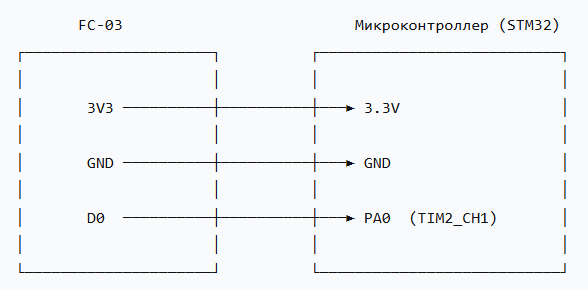 FC-03 Микроконтроллер (STM32)
3V3 3.3V
GND GND
D0 PA0 (TIM2_CH1)